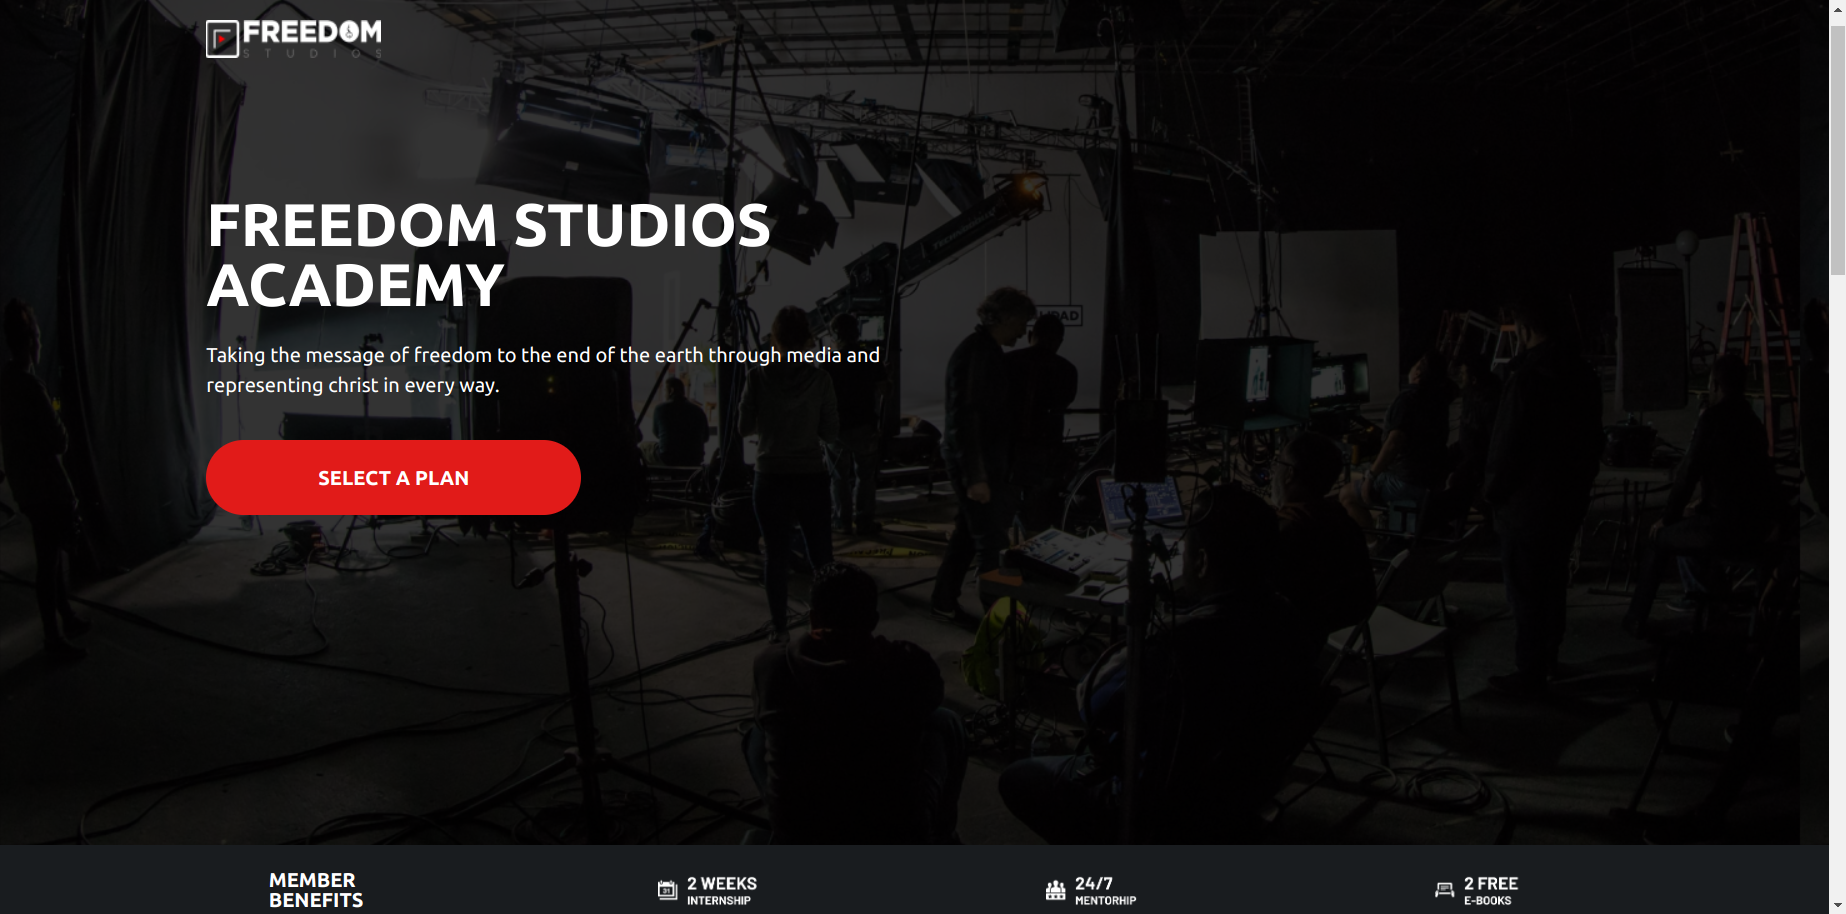 FREEDOM
STUDIOS
FREEDOM STUDIOS
ACADEMY
Taking the message of freedom to the end of the earth through media and
representing christ in every way.
SELECT A PLAN
MEMBER
BENEFITS
2 WEEKS
INTERNSHIP
24/7
MENTORHIP
2 FREE
E-BOOKS